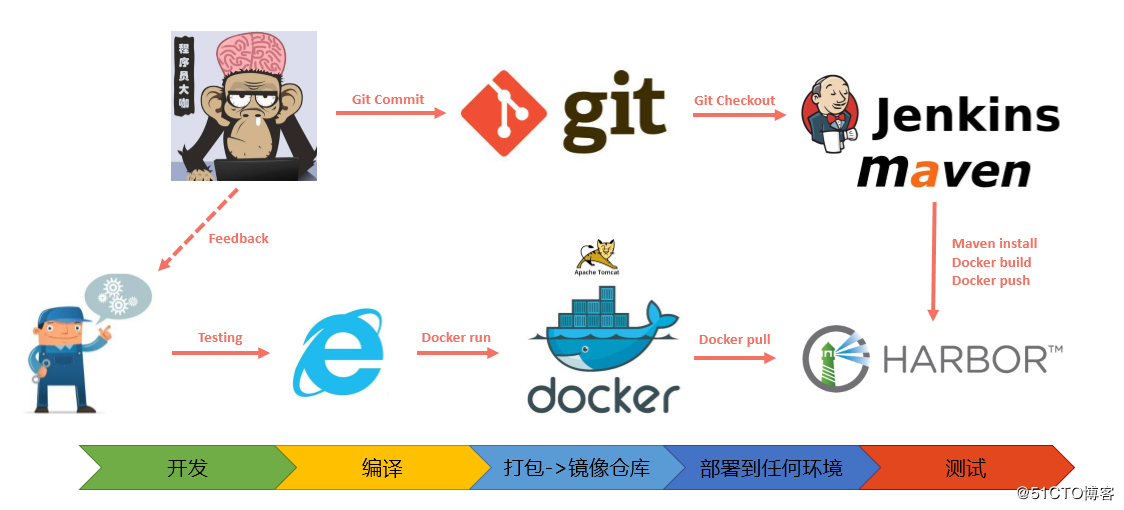 程序员大咖
Git Commit
git
Git Checkout
Jenkins
maven
Feedback
Maven install
Docker build
Docker push
Apache Tomcat
Testing
Docker run
docker
Docker pull
HARBOR™
开发
编译
打包->镜像仓库
部署到任何环境
测试
@51CTO博客